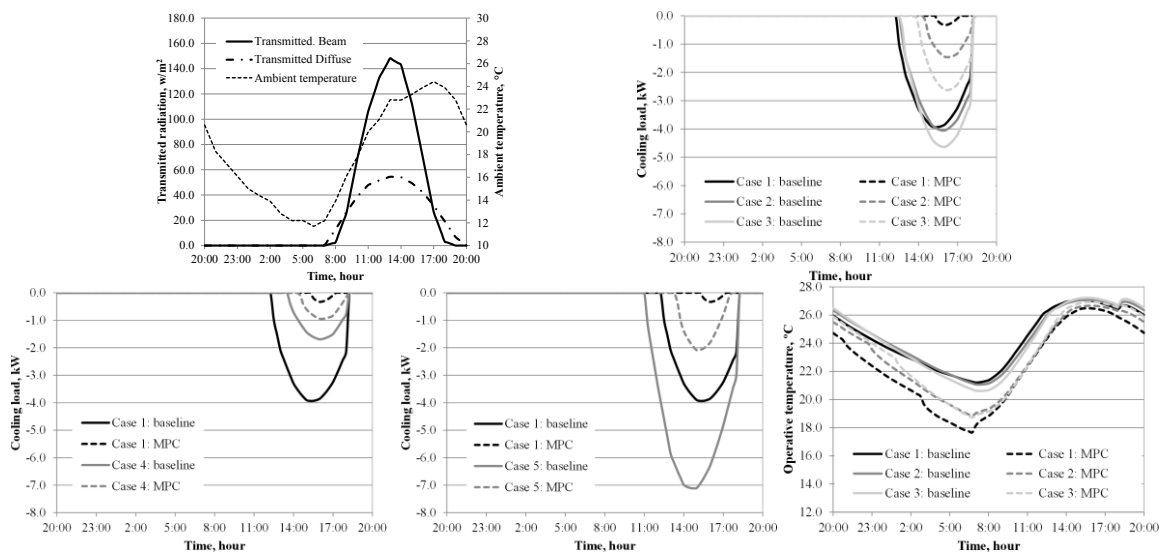 180.0
160.0
140.0
120.0
100.0
80.0
60.0
40.0
20.0
0.0
Transmitted radiation, w/m²
Transmitted. Beam
Transmitted Diffuse
Ambient temperature
30
28
26
24
22
20
18
16
14
12
10
Ambient temperature, °C
20:00 23:00 2:00 5:00 8:00 11:00 14:00 17:00 20:00
Time, hour
0.0
-1.0
-2.0
-3.0
-4.0
-5.0
-6.0
-7.0
-8.0
Cooling load, kW
Case 1: baseline Case 1: MPC
Case 2: baseline Case 2: MPC
Case 3: baseline Case 3: MPC
20:00 23:00 2:00 5:00 8:00 11:00 14:00 17:00 20:00
Time, hour
0.0
-1.0
-2.0
-3.0
-4.0
-5.0
-6.0
-7.0
-8.0
Cooling load, kW
Case 1: baseline
Case 1: MPC
Case 4: baseline
Case 4: MPC
20:00 23:00 2:00 5:00 8:00 11:00 14:00 17:00 20:00
Time, hour
0.0
-1.0
-2.0
-3.0
-4.0
-5.0
-6.0
-7.0
-8.0
Cooling load, kW
Case 1: baseline
Case 1: MPC
Case 5: baseline
Case 5: MPC
20:00 23:00 2:00 5:00 8:00 11:00 14:00 17:00 20:00
Time, hour
28.0
26.0
24.0
22.0
20.0
18.0
16.0
14.0
12.0
Operative temperature, °C
Case 1: baseline Case 1: MPC
Case 2: baseline Case 2: MPC
Case 3: baseline Case 3: MPC
20:00 23:00 2:00 5:00 8:00 11:00 14:00 17:00 20:00
Time, hour